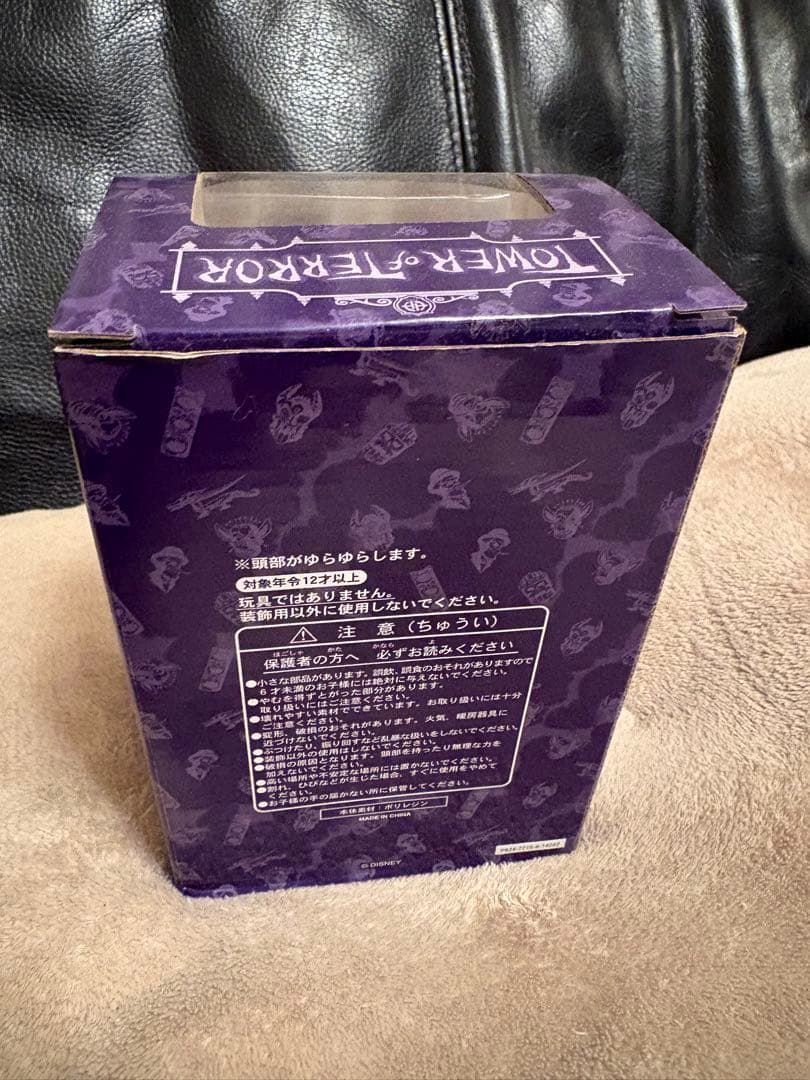 TOWER OF TERROR
※頭部がゆらゆらします。
対象年令12才以上
玩具ではありません。
装飾用以外に使用しないでください。
⚠ 注 意 (ちゅうい)
保護者の方へ 必ずお読みください
ほごしゃ かた かなら よ
●小さな部品があります。誤飲、誤食のおそれがありますので
6才未満のお子様には絶対に与えないでください。
●やむを得ずとがった部分があります。
取り扱いにはご注意ください。
●壊れやすい素材でできています。お取り扱いには十分
ご注意ください。
●変形、破損のおそれがあります。火気、暖房器具に
近づけないでください。
●ぶつけたり、振り回すなど乱暴な扱いをしないでください。
●装飾以外の使用はしないでください。
●破損の原因となります。頭部を持ったり無理な力を
加えないでください。
●高い場所や不安定な場所には置かないでください。
●割れ、ひびなどが生じた場合、すぐに使用をやめて
ください。
●お子様の手の届かない所に保管してください。
本体素材:ポリレジン
MADE IN CHINA
© DISNEY